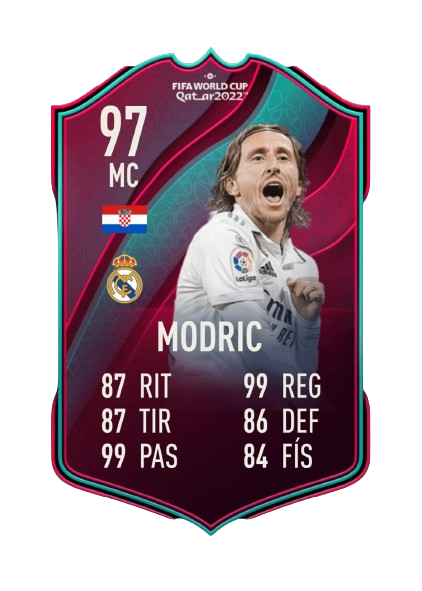 FIFA WORLD CUP
Qatar2022
97
MC
LaLiga
MODRIC
87 RIT 99 REG
87 TIR 86 DEF
99 PAS 84 FÍS